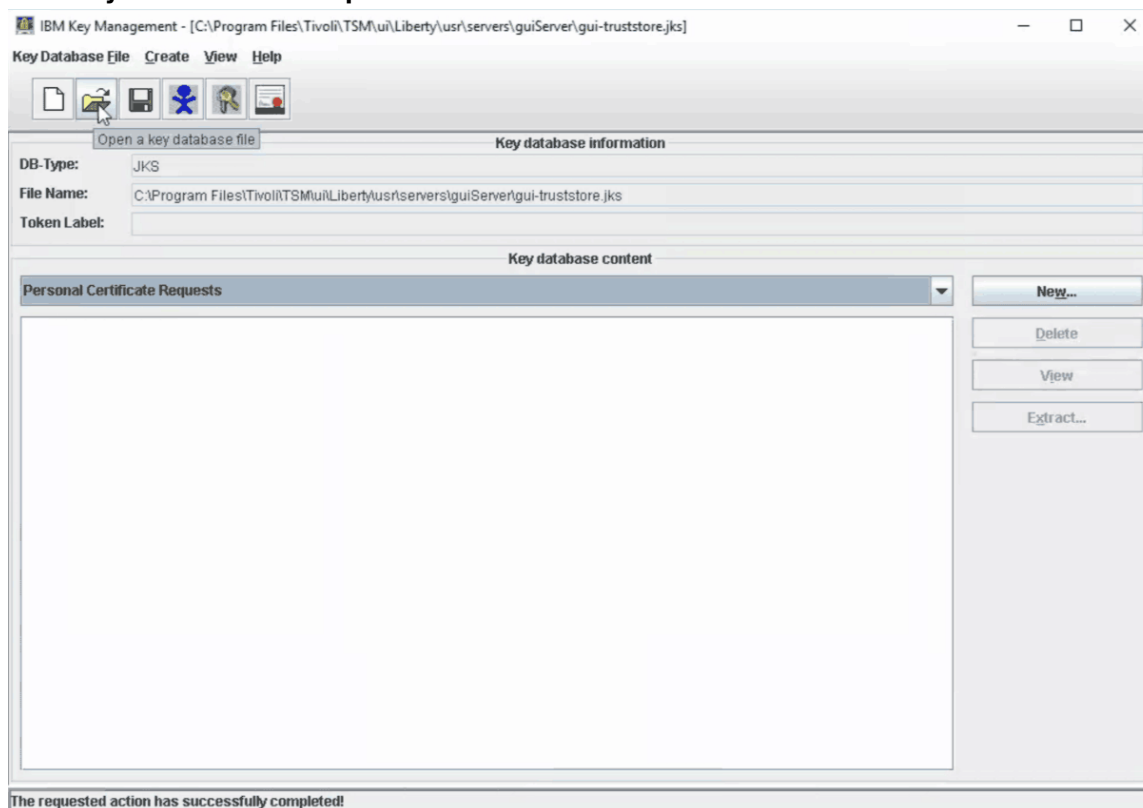 IBM Key Management - [C:\Program Files\Tivoli\TSM\ui\Liberty\usr\servers\guiServer\gui-truststore.jks]
Key Database File Create View Help
Open a key database file
Key database information
DB-Type: JKS
File Name: C:\Program Files\Tivoli\TSM\ui\Liberty\usr\servers\guiServer\gui-truststore.jks
Token Label:
Key database content
Personal Certificate Requests
New...
Delete
View
Extract...
The requested action has successfully completed!